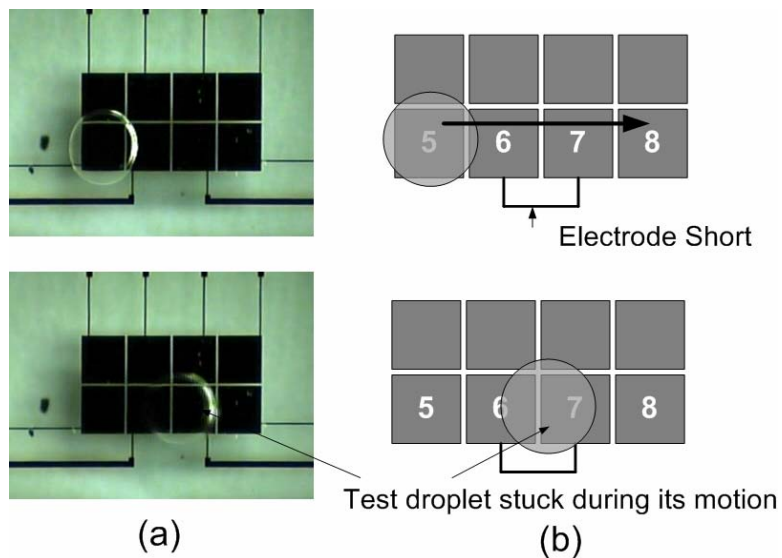 5 6 7 8
Electrode Short
5 6 7 8
Test droplet stuck during its motion
(a) (b)